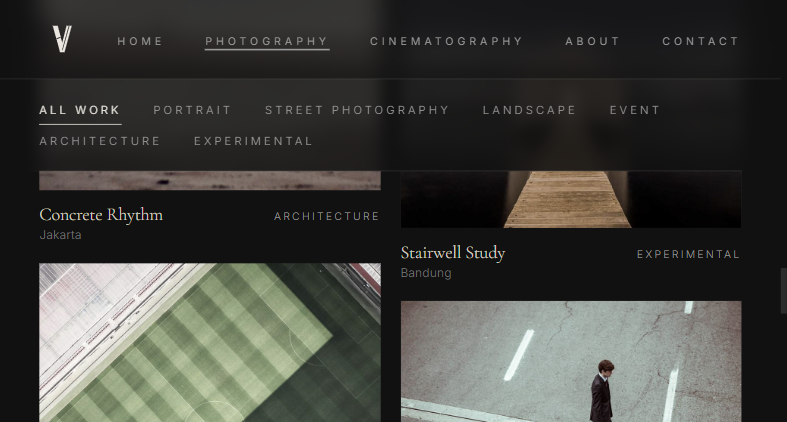 V
HOME PHOTOGRAPHY CINEMATOGRAPHY ABOUT CONTACT
ALL WORK PORTRAIT STREET PHOTOGRAPHY LANDSCAPE EVENT
ARCHITECTURE EXPERIMENTAL
Concrete Rhythm ARCHITECTURE
Jakarta
Stairwell Study EXPERIMENTAL
Bandung